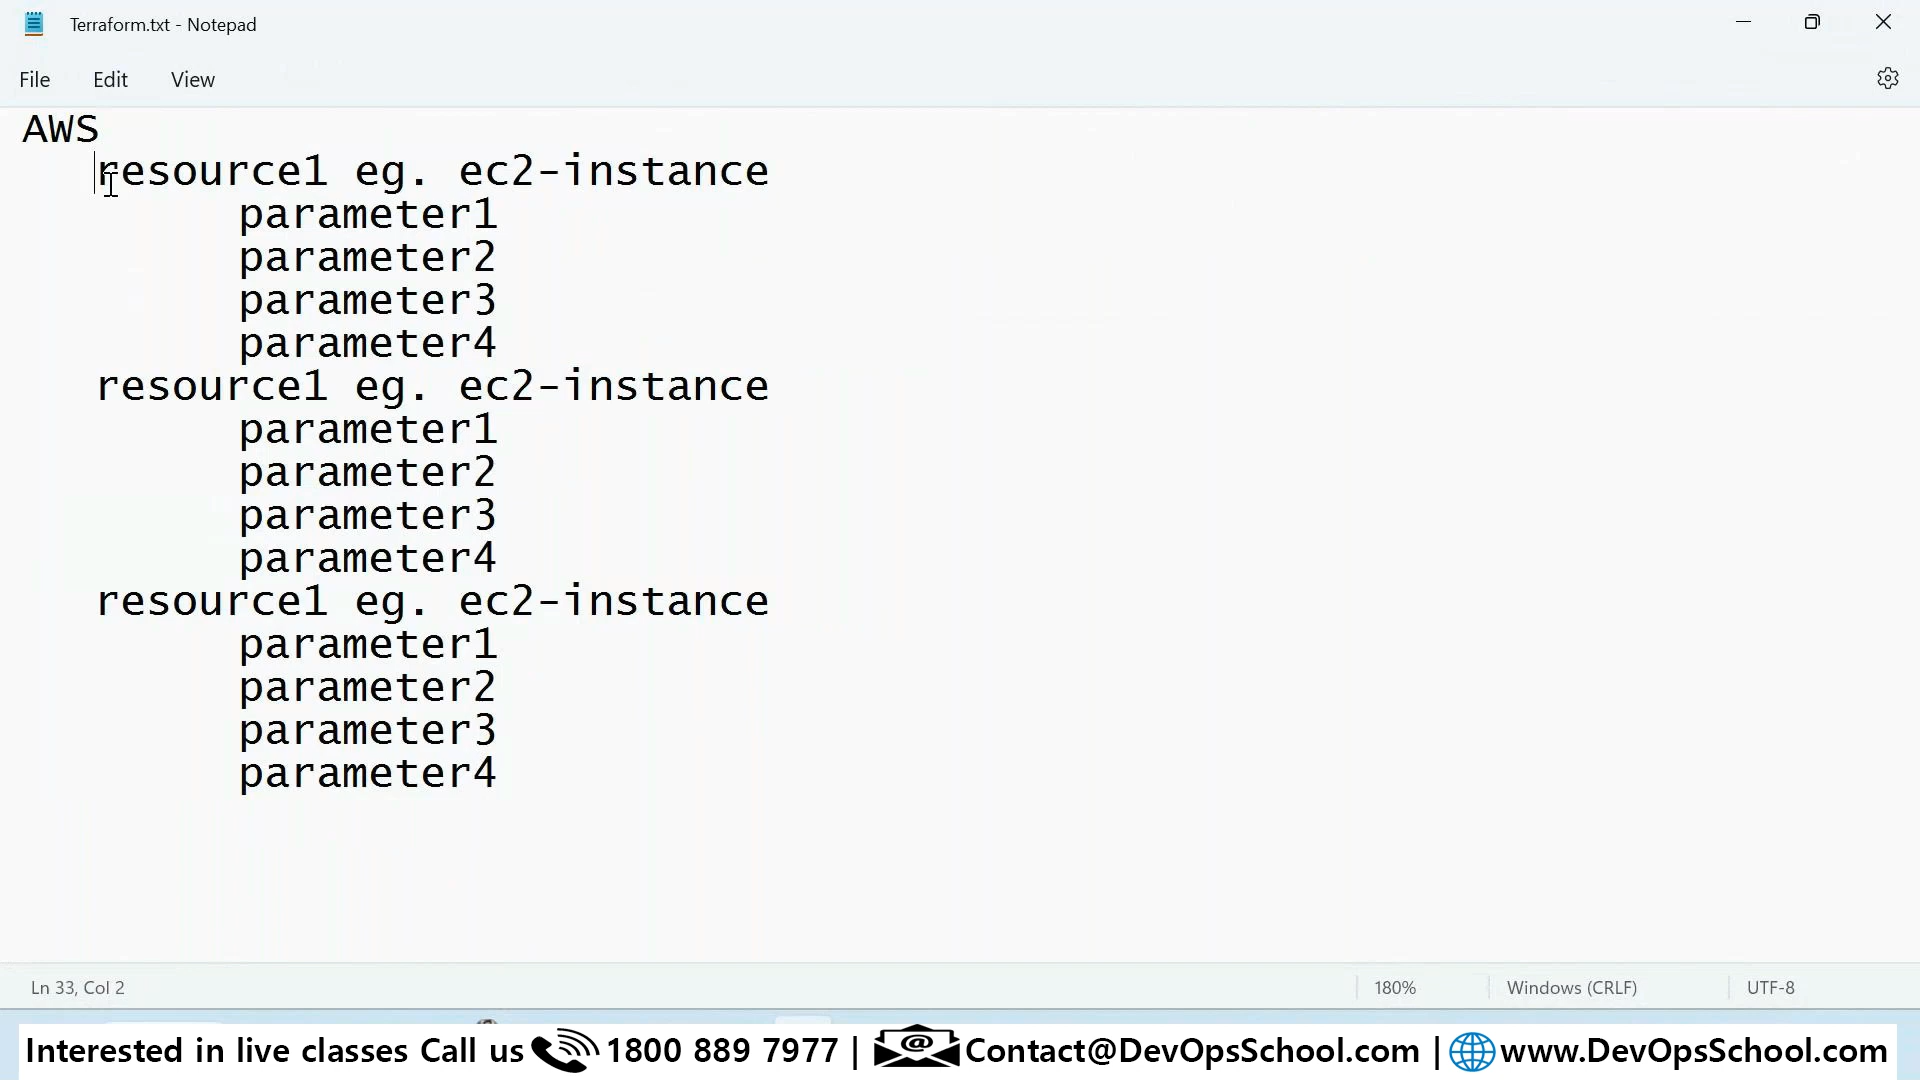 Terraform.txt - Notepad
File Edit View
AWS
resource1 eg. ec2-instance
parameter1
parameter2
parameter3
parameter4
resource1 eg. ec2-instance
parameter1
parameter2
parameter3
parameter4
resource1 eg. ec2-instance
parameter1
parameter2
parameter3
parameter4
Ln 33, Col 2 180% Windows (CRLF) UTF-8
Interested in live classes Call us 1800 889 7977 | Contact@DevOpsSchool.com | www.DevOpsSchool.com